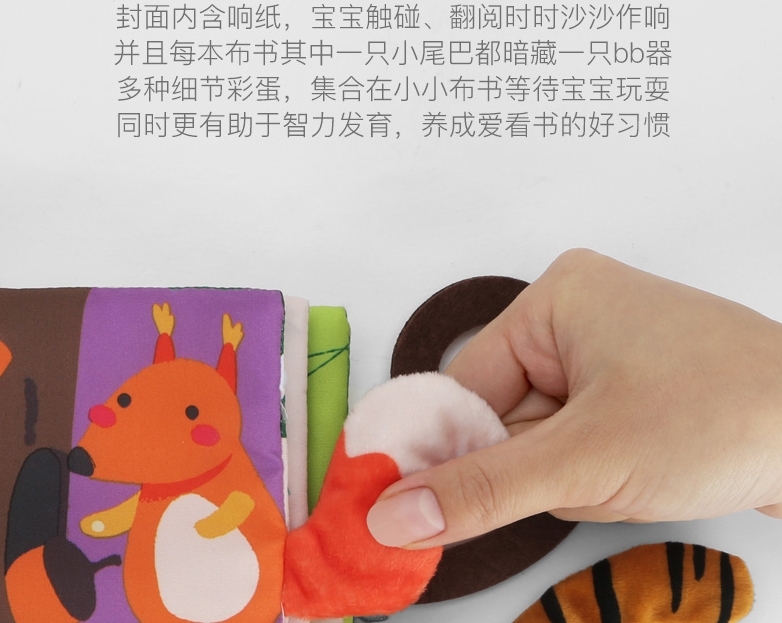 封面内含响纸，宝宝触碰、翻阅时时沙沙作响
并且每本布书其中一只小尾巴都暗藏一只bb器
多种细节彩蛋，集合在小小布书等待宝宝玩耍
同时更有助于智力发育，养成爱看书的好习惯